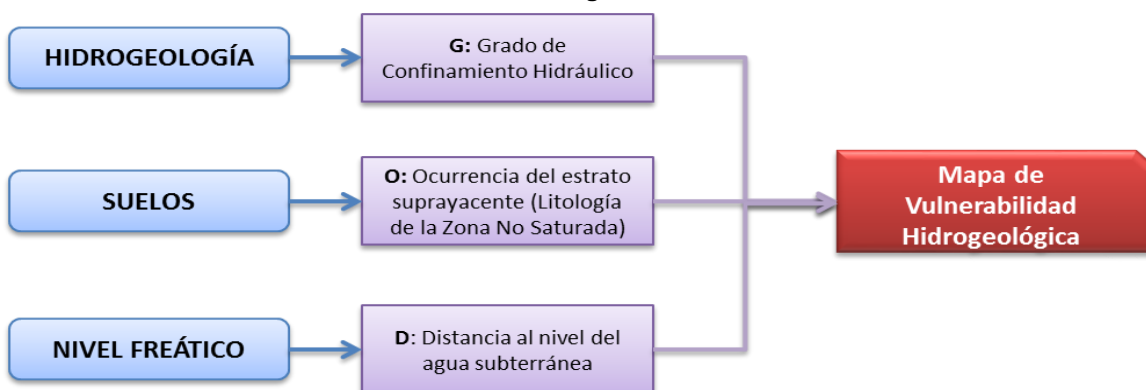 HIDROGEOLOGÍA
G: Grado de
Confinamiento Hidráulico
SUELOS
O: Ocurrencia del estrato
suprayacente (Litología
de la Zona No Saturada)
NIVEL FREÁTICO
D: Distancia al nivel del
agua subterránea
Mapa de
Vulnerabilidad
Hidrogeológica